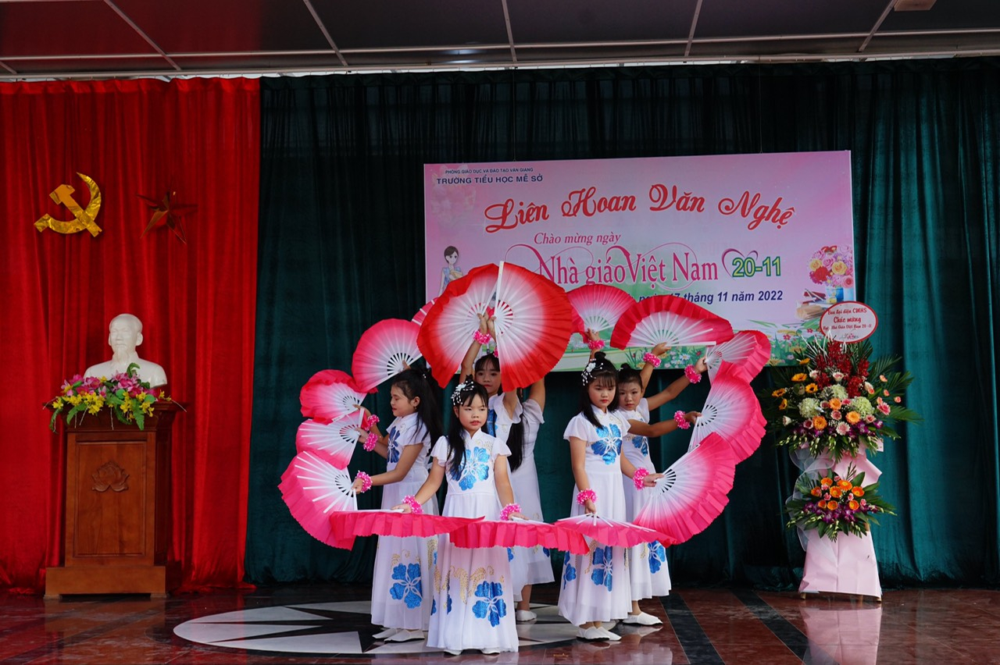 PHÒNG GIÁO DỤC VÀ ĐÀO TẠO VĂN GIANG
TRƯỜNG TIỂU HỌC MỄ SỞ
Liên Hoan Văn Nghệ
Chào mừng ngày
Nhà giáo Việt Nam 20-11
ngày 17 tháng 11 năm 2022
Ban đại diện CMHS
Chúc mừng
Nhà Giáo Việt Nam 20-11